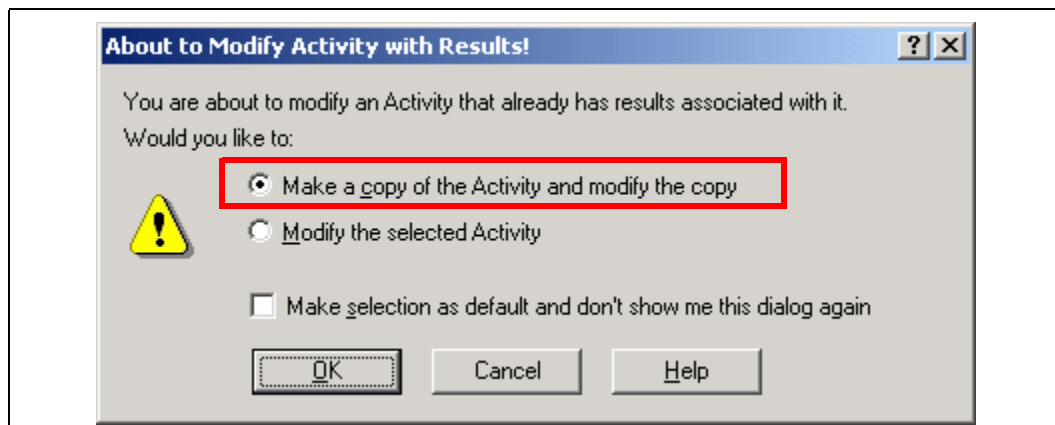 About to Modify Activity with Results!
You are about to modify an Activity that already has results associated with it.
Would you like to:
Make a copy of the Activity and modify the copy
Modify the selected Activity
Make selection as default and don't show me this dialog again
OK Cancel Help